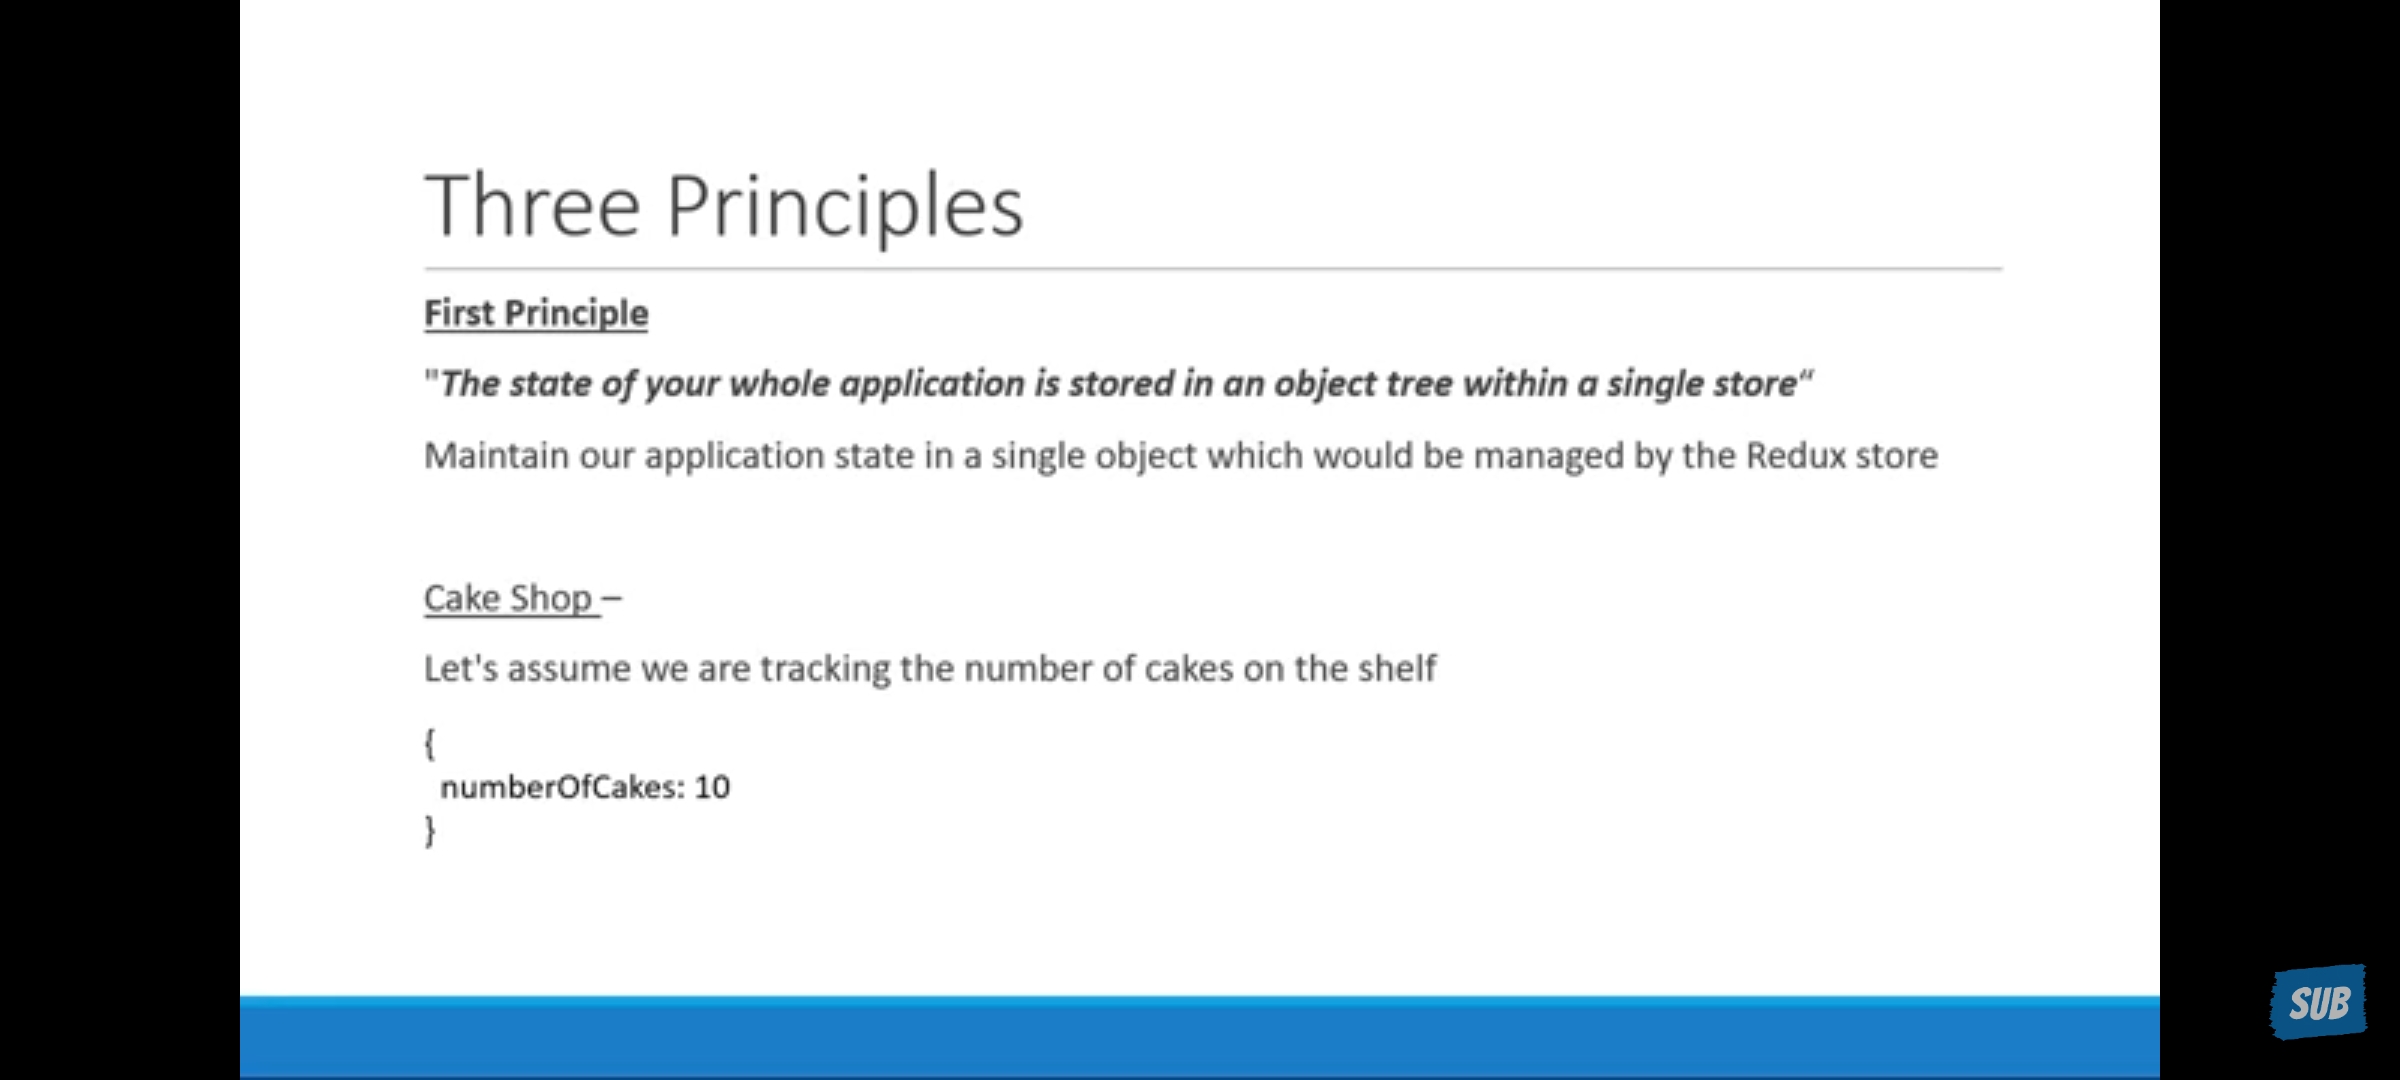 Three Principles
First Principle
"The state of your whole application is stored in an object tree within a single store“
Maintain our application state in a single object which would be managed by the Redux store
Cake Shop –
Let's assume we are tracking the number of cakes on the shelf
{
numberOfCakes: 10
}
SUB